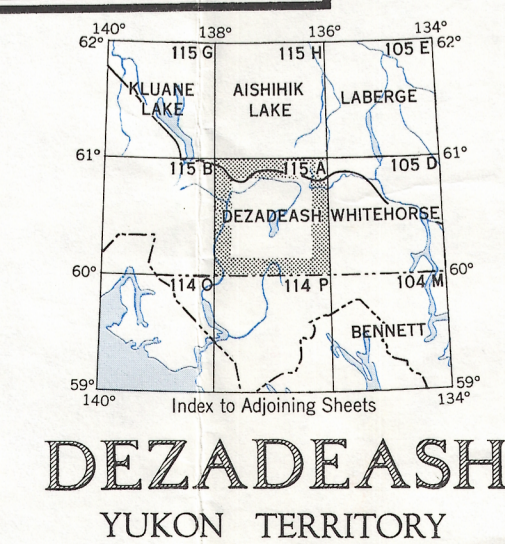 140° 138° 136° 134°
62° 115 G 115 H 105 E 62°
KLUANE LAKE AISHIHIK LAKE LABERGE
61° 115 B 115 A 105 D 61°
DEZADEASH WHITEHORSE
60° 114 O 114 P 104 M 60°
BENNETT
59° 59°
140° Index to Adjoining Sheets 134°
DEZADEASH
YUKON TERRITORY